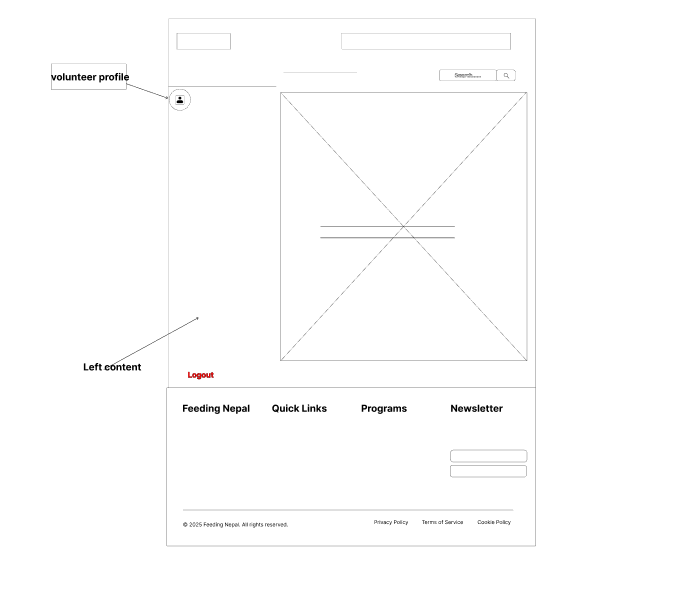 volunteer profile
Search...
Left content
Logout
Feeding Nepal
Quick Links
Programs
Newsletter
© 2025 Feeding Nepal. All rights reserved.
Privacy Policy
Terms of Service
Cookie Policy